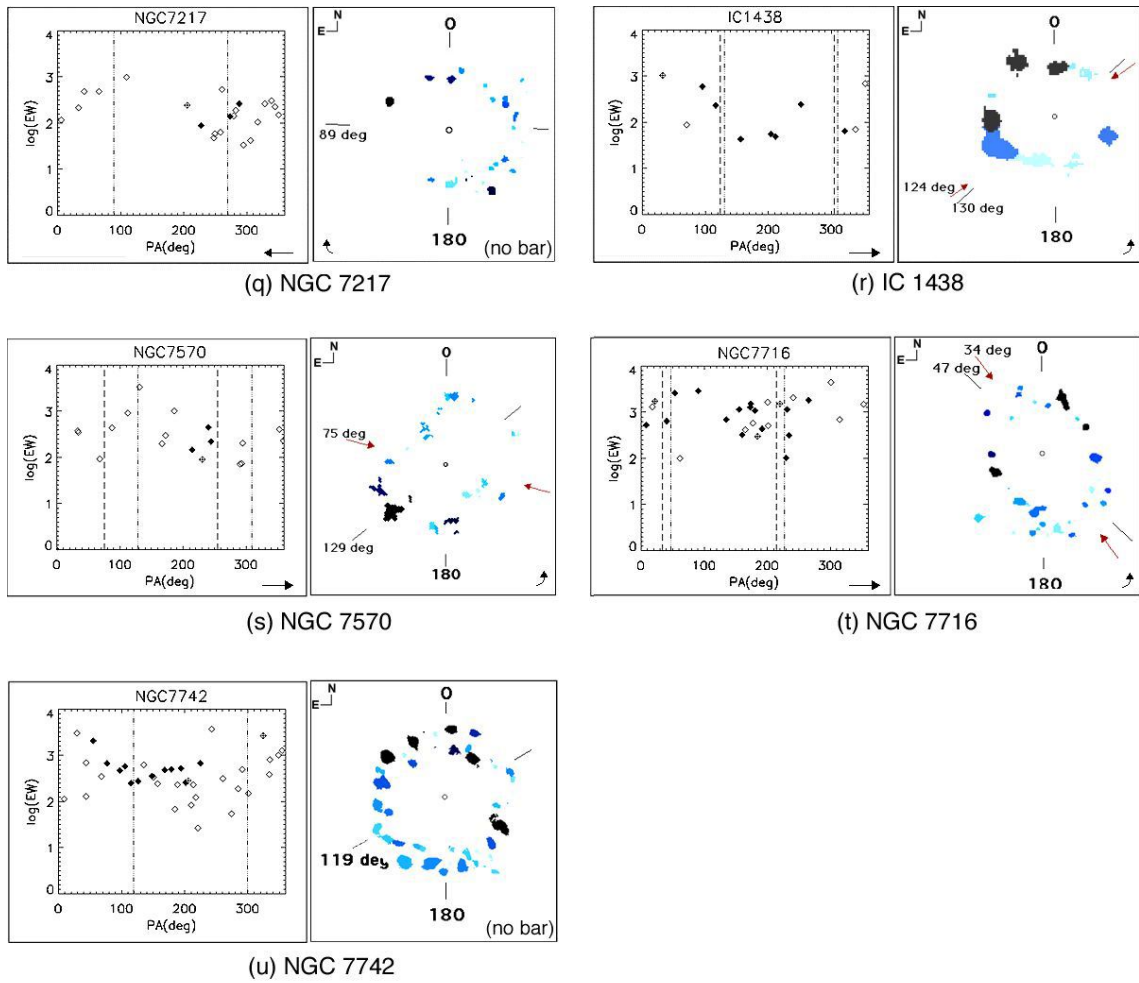 NGC7217
log(EW)
4
3
2
1
0
0 100 200 300
PA(deg)
N
E
0
89 deg
180
(no bar)
(q) NGC 7217
IC1438
log(EW)
4
3
2
1
0
0 100 200 300
PA(deg)
N
E
0
124 deg
130 deg
180
(r) IC 1438
NGC7570
log(EW)
4
3
2
1
0
0 100 200 300
PA(deg)
N
E
0
75 deg
129 deg
180
(s) NGC 7570
NGC7716
log(EW)
4
3
2
1
0
0 100 200 300
PA(deg)
N
E
0
34 deg
47 deg
180
(t) NGC 7716
NGC7742
log(EW)
4
3
2
1
0
0 100 200 300
PA(deg)
N
E
0
119 deg
180
(no bar)
(u) NGC 7742